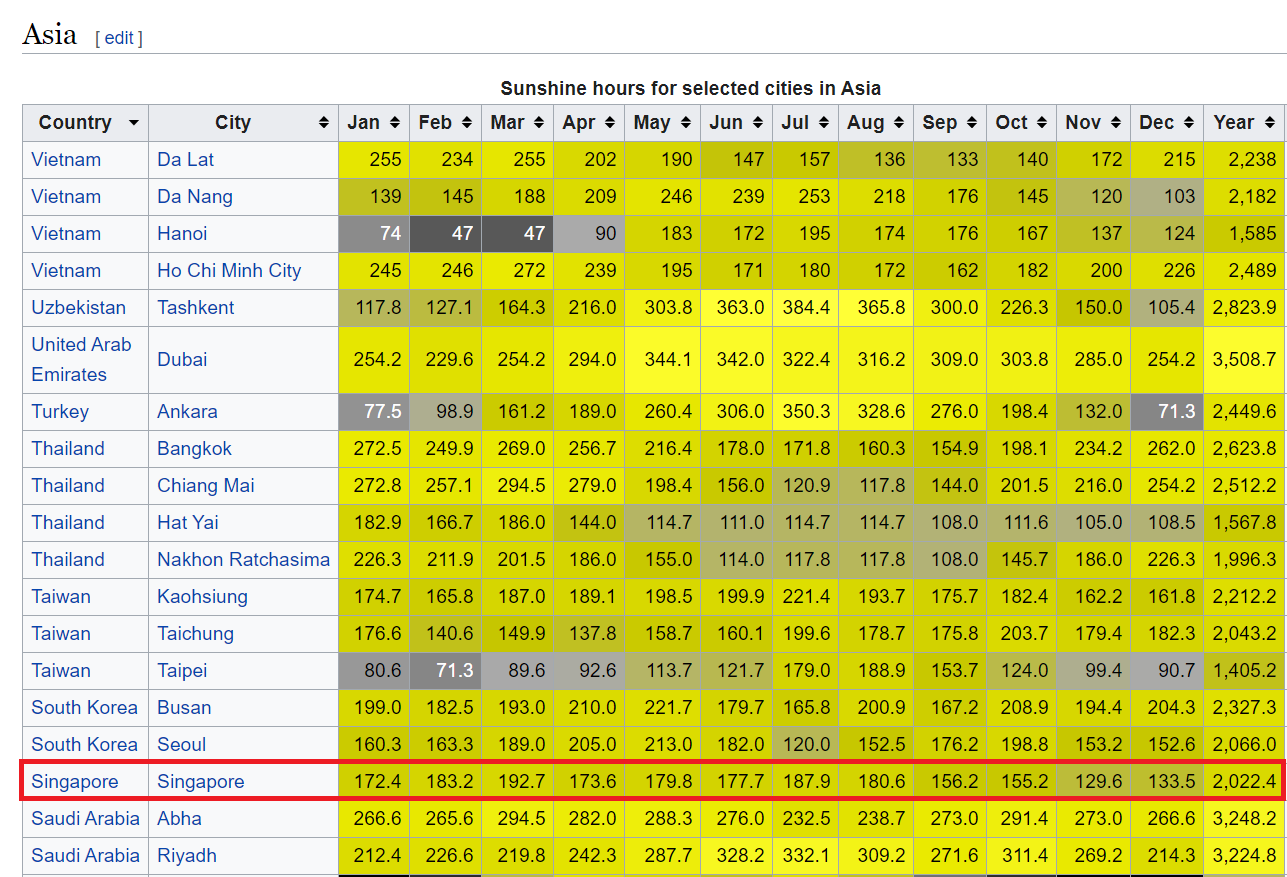 Asia [ edit ]
Sunshine hours for selected cities in Asia
Country City Jan Feb Mar Apr May Jun Jul Aug Sep Oct Nov Dec Year
Vietnam Da Lat 255 234 255 202 190 147 157 136 133 140 172 215 2,238
Vietnam Da Nang 139 145 188 209 246 239 253 218 176 145 120 103 2,182
Vietnam Hanoi 74 47 47 90 183 172 195 174 176 167 137 124 1,585
Vietnam Ho Chi Minh City 245 246 272 239 195 171 180 172 162 182 200 226 2,489
Uzbekistan Tashkent 117.8 127.1 164.3 216.0 303.8 363.0 384.4 365.8 300.0 226.3 150.0 105.4 2,823.9
United Arab
Emirates Dubai 254.2 229.6 254.2 294.0 344.1 342.0 322.4 316.2 309.0 303.8 285.0 254.2 3,508.7
Turkey Ankara 77.5 98.9 161.2 189.0 260.4 306.0 350.3 328.6 276.0 198.4 132.0 71.3 2,449.6
Thailand Bangkok 272.5 249.9 269.0 256.7 216.4 178.0 171.8 160.3 154.9 198.1 234.2 262.0 2,623.8
Thailand Chiang Mai 272.8 257.1 294.5 279.0 198.4 156.0 120.9 117.8 144.0 201.5 216.0 254.2 2,512.2
Thailand Hat Yai 182.9 166.7 186.0 144.0 114.7 111.0 114.7 114.7 108.0 111.6 105.0 108.5 1,567.8
Thailand Nakhon Ratchasima 226.3 211.9 201.5 186.0 155.0 114.0 117.8 117.8 108.0 145.7 186.0 226.3 1,996.3
Taiwan Kaohsiung 174.7 165.8 187.0 189.1 198.5 199.9 221.4 193.7 175.7 182.4 162.2 161.8 2,212.2
Taiwan Taichung 176.6 140.6 149.9 137.8 158.7 160.1 199.6 178.7 175.8 203.7 179.4 182.3 2,043.2
Taiwan Taipei 80.6 71.3 89.6 92.6 113.7 121.7 179.0 188.9 153.7 124.0 99.4 90.7 1,405.2
South Korea Busan 199.0 182.5 193.0 210.0 221.7 179.7 165.8 200.9 167.2 208.9 194.4 204.3 2,327.3
South Korea Seoul 160.3 163.3 189.0 205.0 213.0 182.0 120.0 152.5 176.2 198.8 153.2 152.6 2,066.0
Singapore Singapore 172.4 183.2 192.7 173.6 179.8 177.7 187.9 180.6 156.2 155.2 129.6 133.5 2,022.4
Saudi Arabia Abha 266.6 265.6 294.5 282.0 288.3 276.0 232.5 238.7 273.0 291.4 273.0 266.6 3,248.2
Saudi Arabia Riyadh 212.4 226.6 219.8 242.3 287.7 328.2 332.1 309.2 271.6 311.4 269.2 214.3 3,224.8